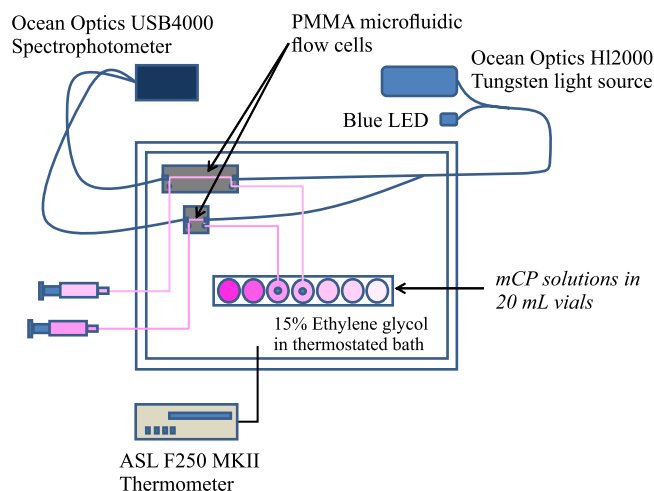 Ocean Optics USB4000
Spectrophotometer
PMMA microfluidic
flow cells
Ocean Optics Hl2000
Tungsten light source
Blue LED
mCP solutions in
20 mL vials
15% Ethylene glycol
in thermostated bath
ASL F250 MKII
Thermometer